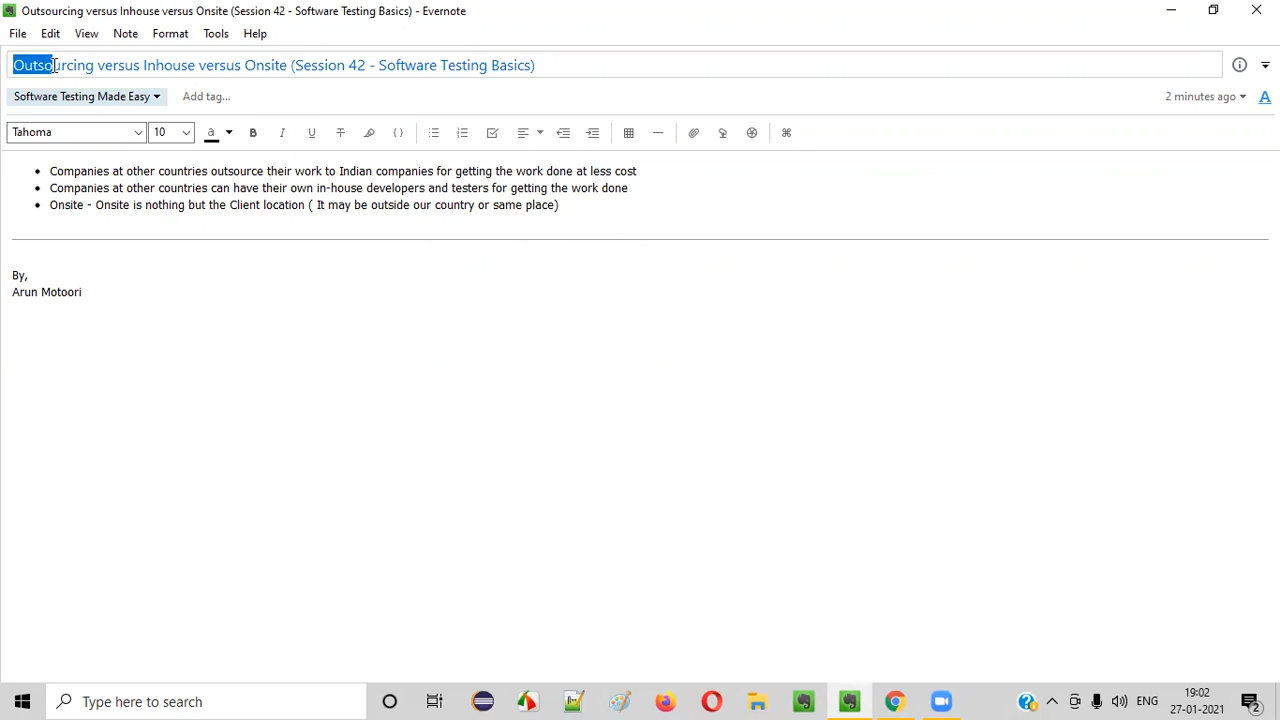 Outsourcing versus Inhouse versus Onsite (Session 42 - Software Testing Basics) - Evernote
File Edit View Note Format Tools Help
Outsourcing versus Inhouse versus Onsite (Session 42 - Software Testing Basics)
Software Testing Made Easy Add tag... 2 minutes ago A
Tahoma 10 a B I U T { }
• Companies at other countries outsource their work to Indian companies for getting the work done at less cost
• Companies at other countries can have their own in-house developers and testers for getting the work done
• Onsite - Onsite is nothing but the Client location ( It may be outside our country or same place)
By,
Arun Motoori
Type here to search ENG 19:02
27-01-2021 2